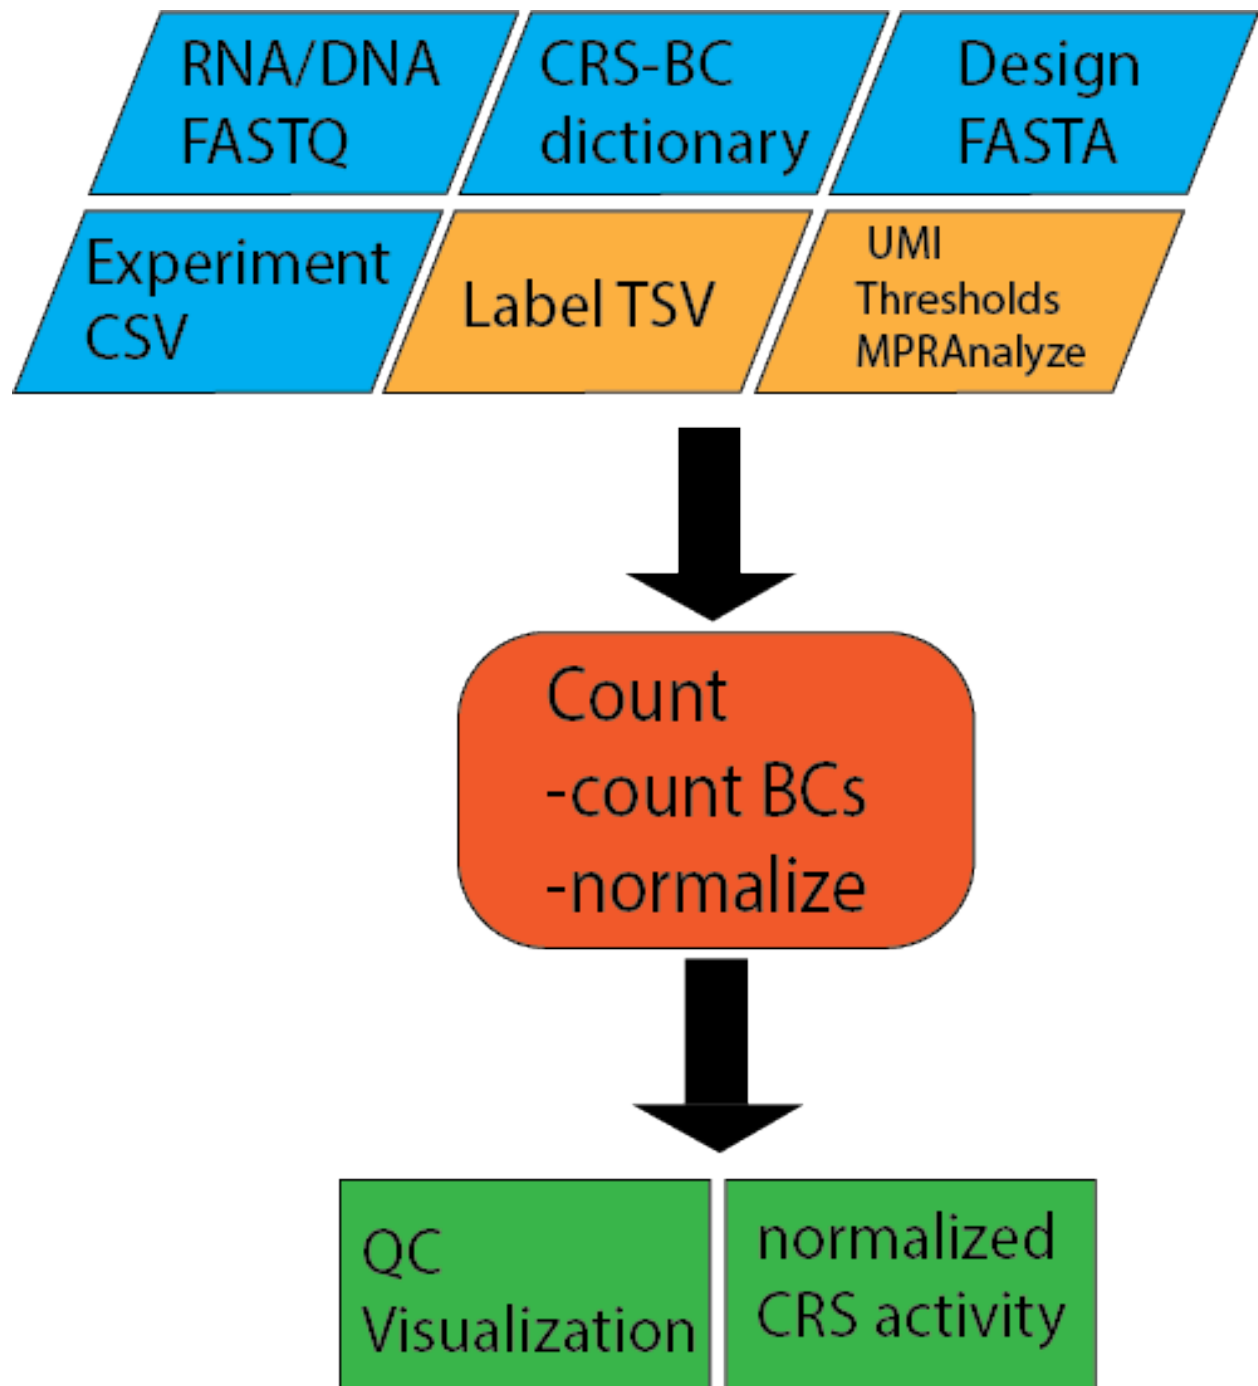 RNA/DNA
FASTQ
CRS-BC
dictionary
Design
FASTA
Experiment
CSV
Label TSV
UMI
Thresholds
MPRAnalyze
Count
-count BCs
-normalize
QC
Visualization
normalized
CRS activity